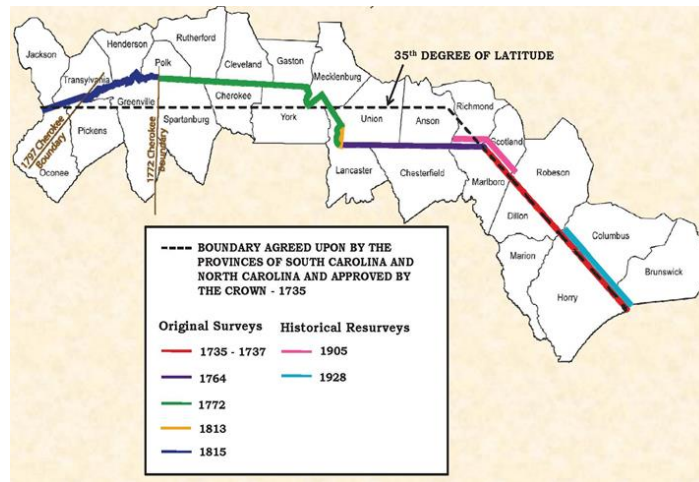 Jackson
Henderson
Rutherford
Polk
Transylvania
Cleveland
Gaston
Mecklenburg
35th DEGREE OF LATITUDE
Greenville
Cherokee
Union
Anson
Richmond
Scotland
Pickens
Spartanburg
York
Robeson
1797 Cherokee
Boundary
1772 Cherokee
Boundary
Oconee
Lancaster
Chesterfield
Marlboro
Dillon
Columbus
Marion
Brunswick
Horry
BOUNDARY AGREED UPON BY THE
PROVINCES OF SOUTH CAROLINA AND
NORTH CAROLINA AND APPROVED BY
THE CROWN - 1735
Original Surveys
Historical Resurveys
1735 - 1737
1905
1764
1928
1772
1813
1815